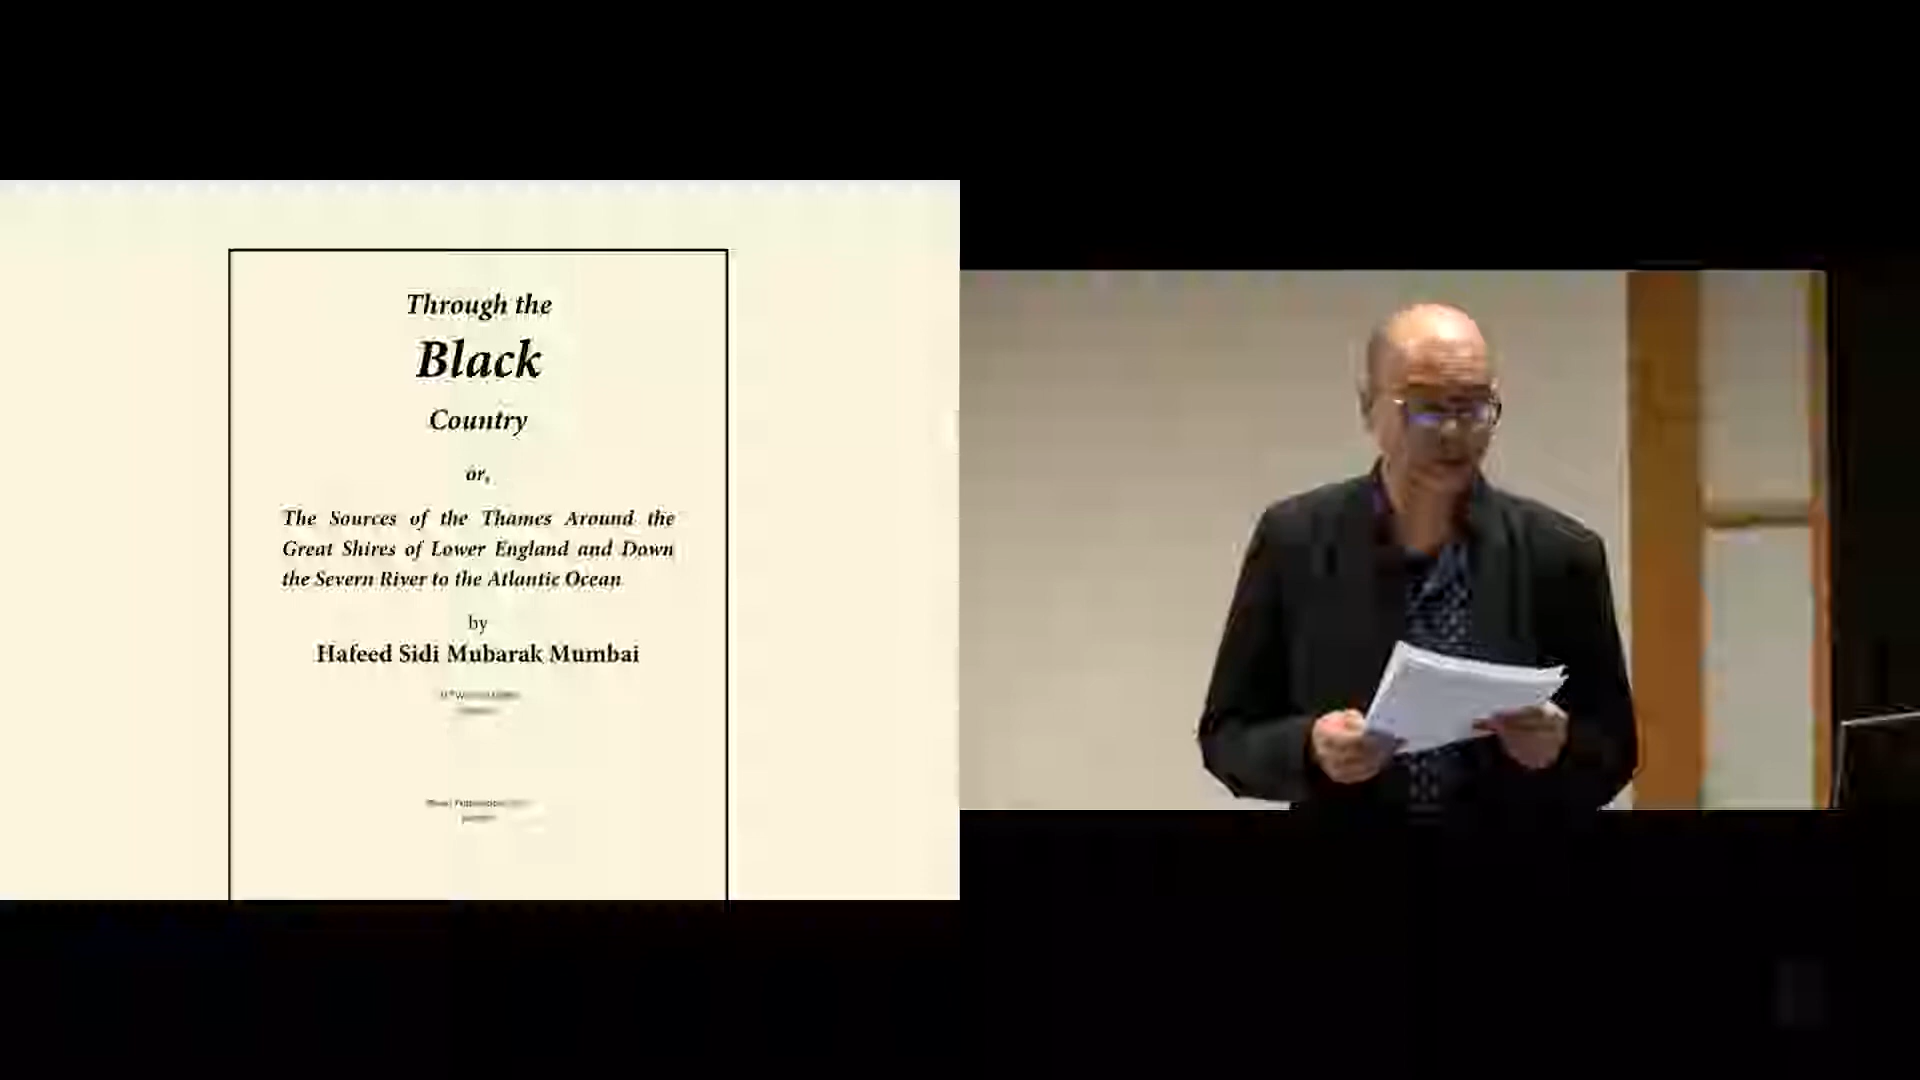 Through the
Black
Country
or,
The Sources of the Thames Around the
Great Shires of Lower England and Down
the Severn River to the Atlantic Ocean
by
Hafeed Sidi Mubarak Mumbai